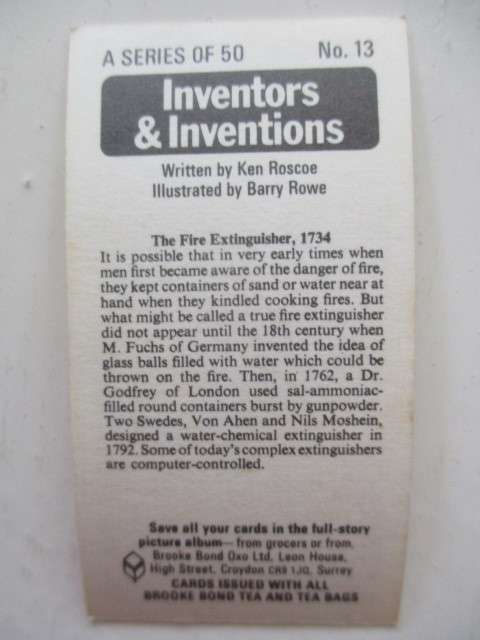 A SERIES OF 50 No. 13
Inventors
& Inventions
Written by Ken Roscoe
Illustrated by Barry Rowe
The Fire Extinguisher, 1734
It is possible that in very early times when
men first became aware of the danger of fire,
they kept containers of sand or water near at
hand when they kindled cooking fires. But
what might be called a true fire extinguisher
did not appear until the 18th century when
M. Fuchs of Germany invented the idea of
glass balls filled with water which could be
thrown on the fire. Then, in 1762, a Dr.
Godfrey of London used sal-ammoniac-
filled round containers burst by gunpowder.
Two Swedes, Von Ahen and Nils Moshein,
designed a water-chemical extinguisher in
1792. Some of today's complex extinguishers
are computer-controlled.
Save all your cards in the full-story
picture album—from grocers or from
Brooke Bond Oxo Ltd, Leon House,
High Street, Croydon CR9 1JQ, Surrey
CARDS ISSUED WITH ALL
BROOKE BOND TEA AND TEA BAGS